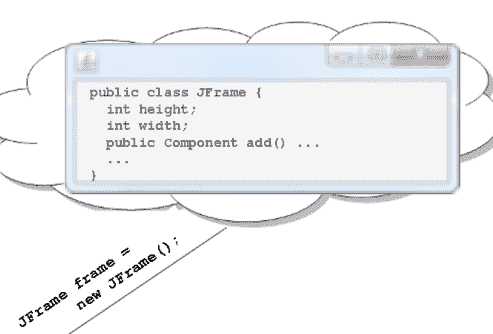 public class JFrame {
int height;
int width;
public Component add() ...
...
}
JFrame frame =
new JFrame();